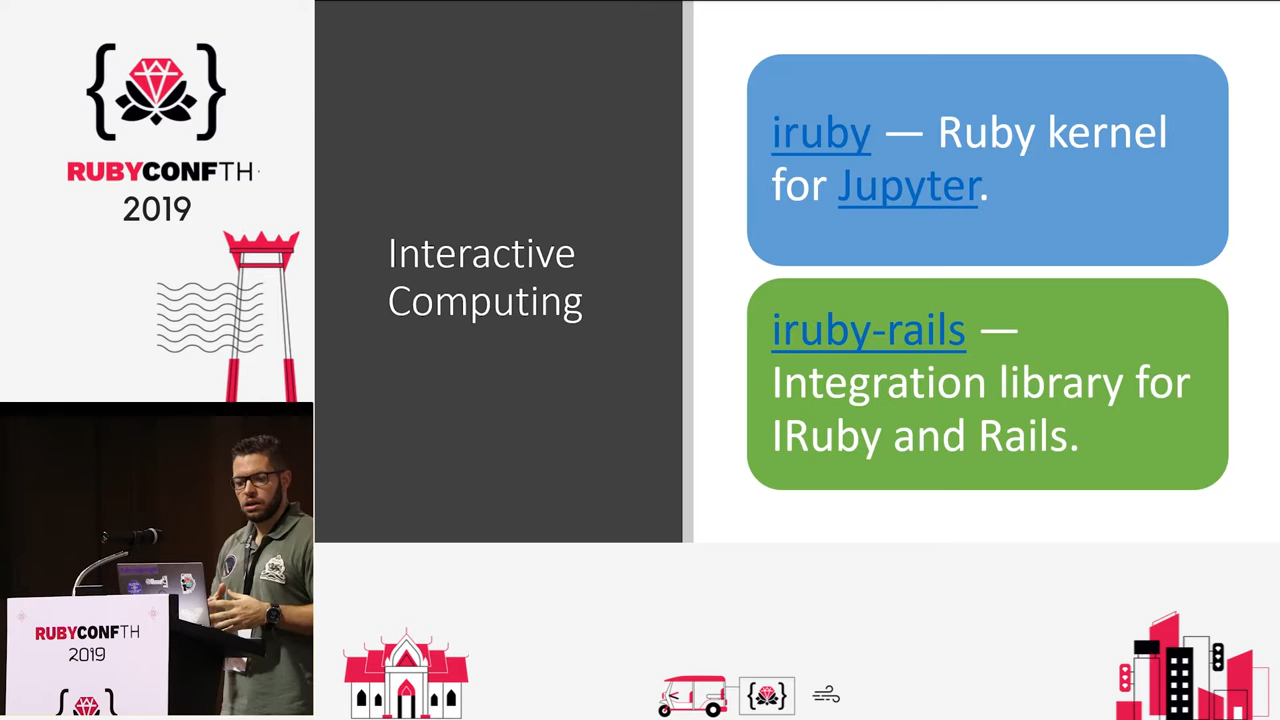 RUBYCONFTH
2019
Interactive
Computing
iruby — Ruby kernel
for Jupyter.
iruby-rails —
Integration library for
IRuby and Rails.
RUBYCONFTH
2019